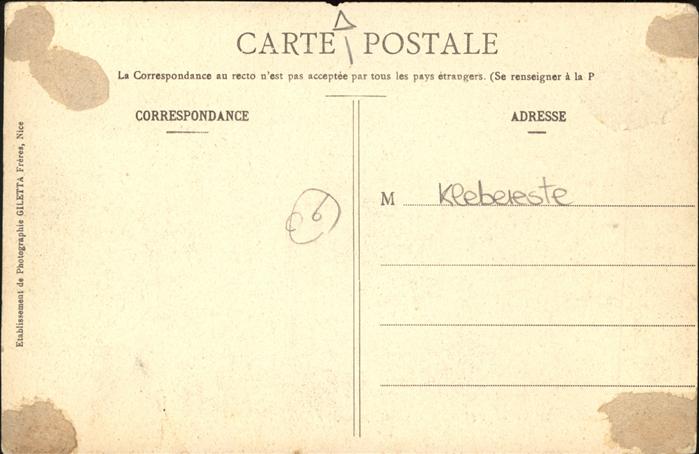 CARTE POSTALE
La Correspondance au recto n'est pas acceptée par tous les pays étrangers. (Se renseigner à la P
CORRESPONDANCE
ADRESSE
Etablissement de Photographie GILETTA Frères, Nice
M Klebereste
6